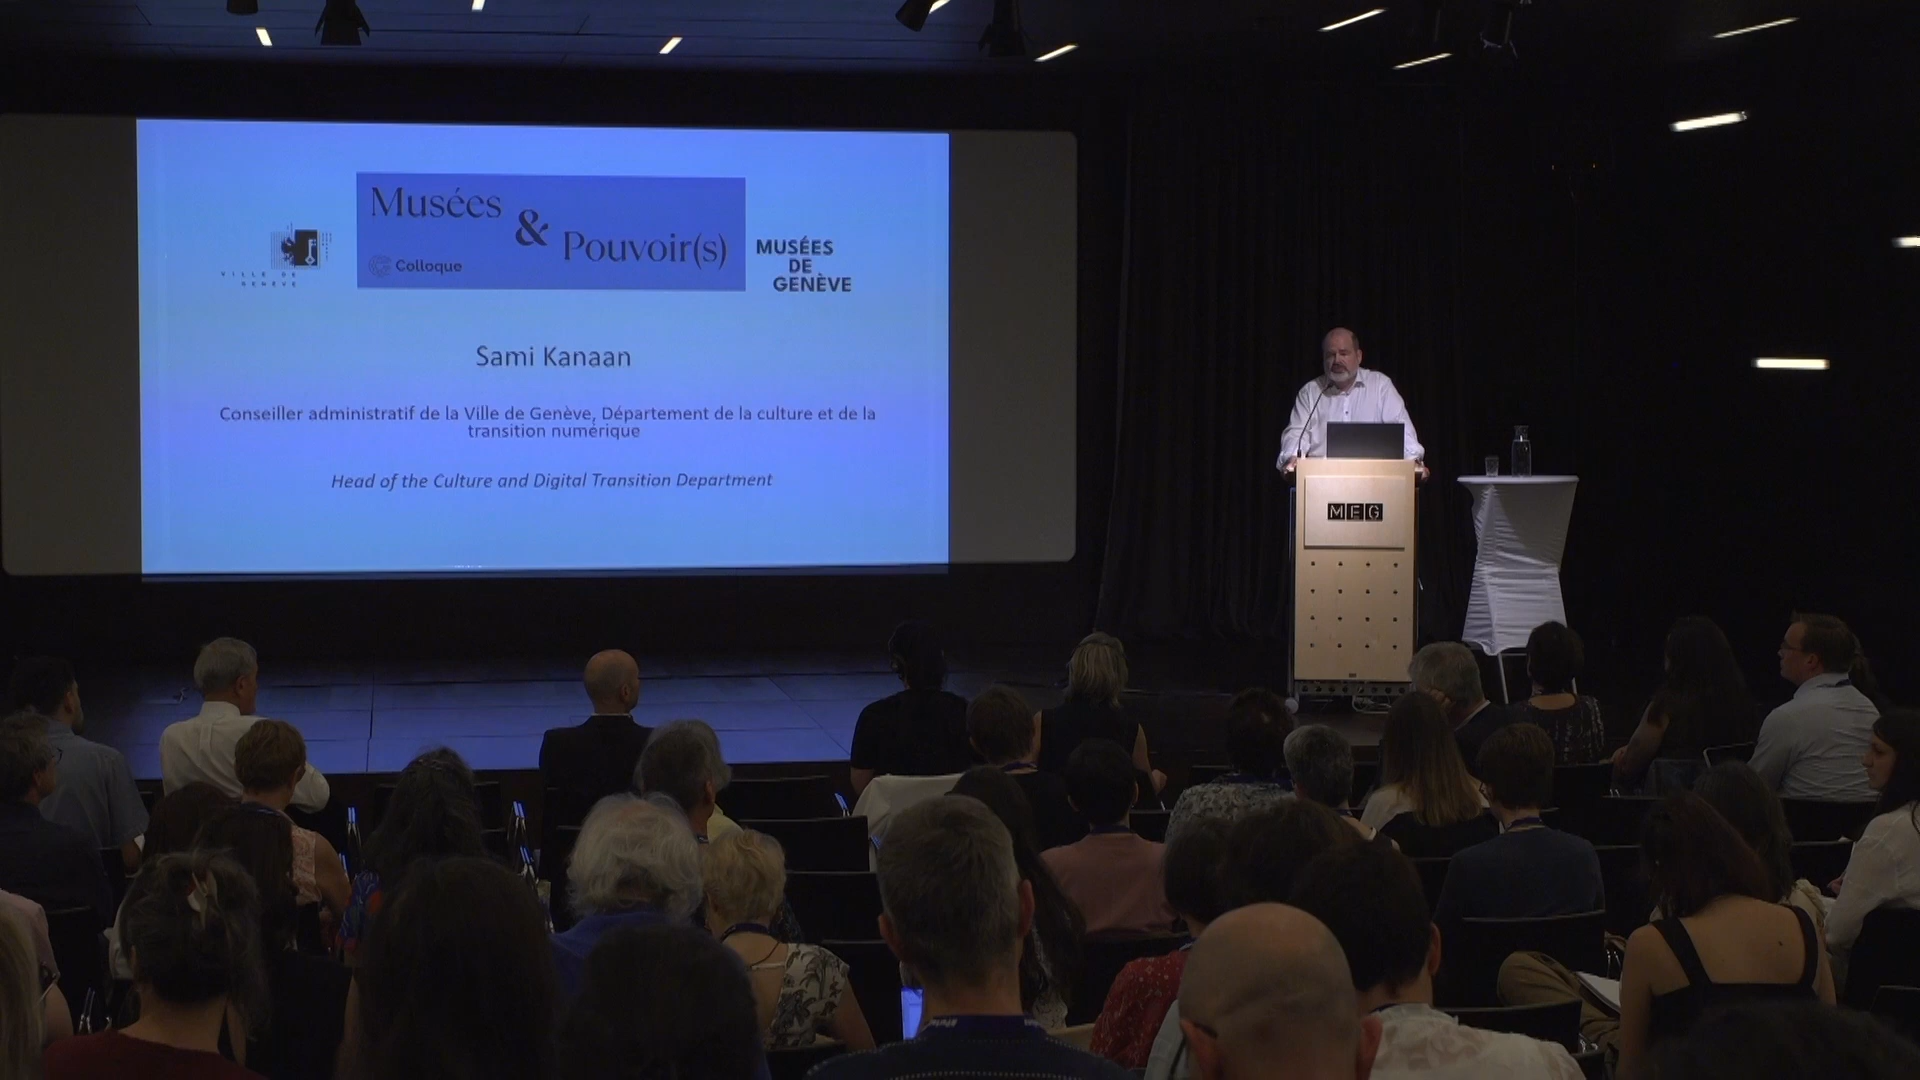 Musées
&
Pouvoir(s)
Colloque
VILLE DE
GENÈVE
MUSÉES
DE
GENÈVE
Sami Kanaan
Conseiller administratif de la Ville de Genève, Département de la culture et de la
transition numérique
Head of the Culture and Digital Transition Department
MEG